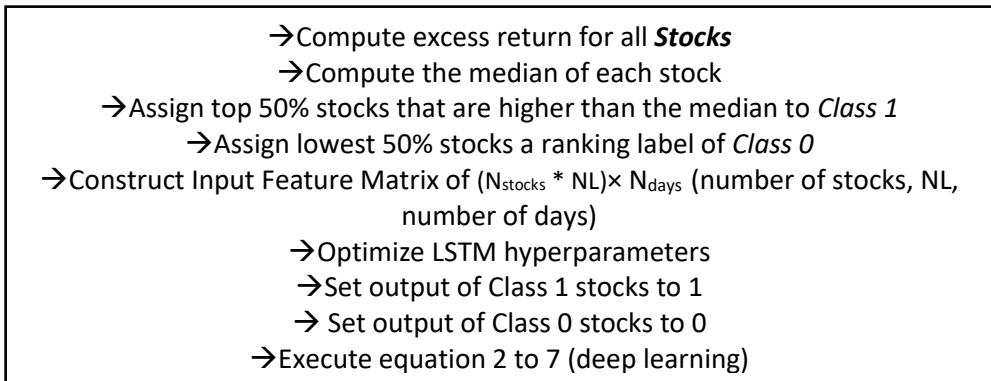 →Compute excess return for all Stocks
→Compute the median of each stock
→Assign top 50% stocks that are higher than the median to Class 1
→Assign lowest 50% stocks a ranking label of Class 0
→Construct Input Feature Matrix of (Nstocks * NL)× Ndays (number of stocks, NL,
number of days)
→Optimize LSTM hyperparameters
→Set output of Class 1 stocks to 1
→ Set output of Class 0 stocks to 0
→Execute equation 2 to 7 (deep learning)